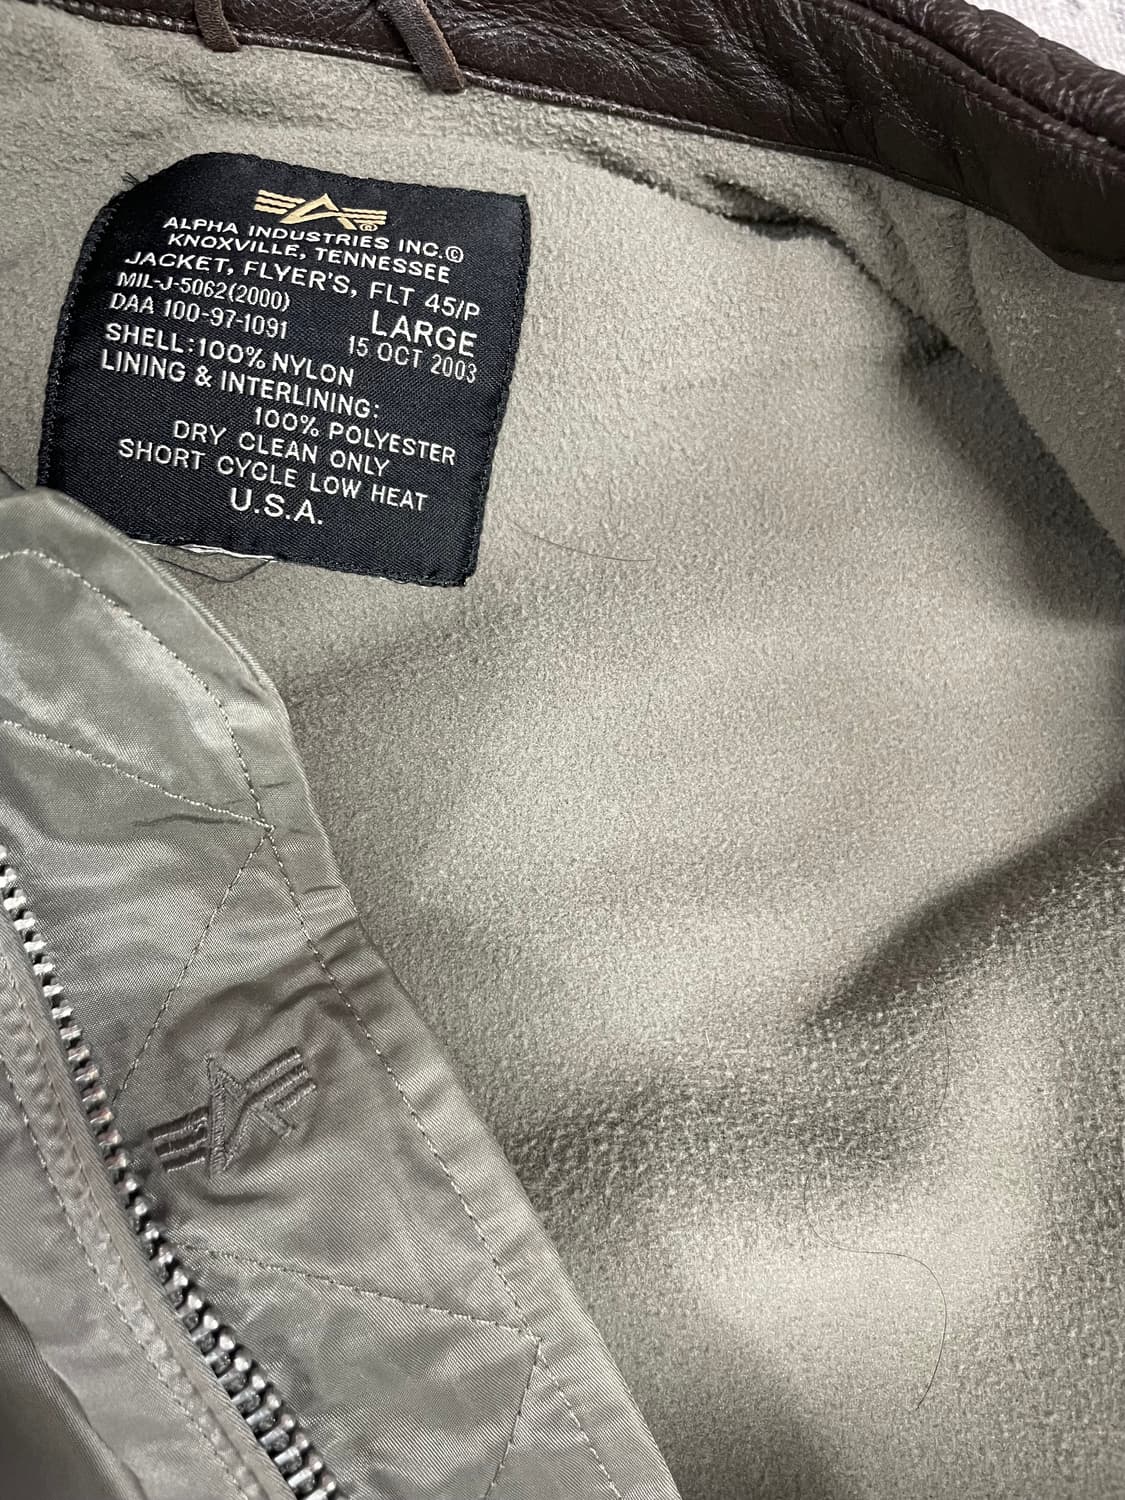 ALPHA INDUSTRIES INC.©
KNOXVILLE, TENNESSEE
JACKET, FLYER'S, FLT 45/P
MIL-J-5062(2000)
DAA 100-97-1091
LARGE
15 OCT 2003
SHELL:100% NYLON
LINING & INTERLINING:
100% POLYESTER
DRY CLEAN ONLY
SHORT CYCLE LOW HEAT
U.S.A.